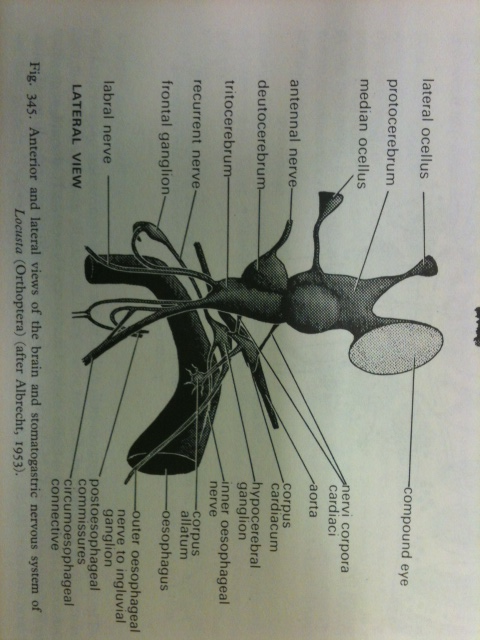 lateral ocellus
protocerebrum
median ocellus
antennal nerve
deutocerebrum
tritocerebrum
recurrent nerve
frontal ganglion
labral nerve
LATERAL VIEW
compound eye
nervi corpora
cardiaci
aorta
corpus
cardiacum
hypocerebral
ganglion
inner oesophageal
nerve
corpus
allatum
oesophagus
outer oesophageal
nerve to ingluvial
ganglion
postoesophageal
commissures
circumoesophageal
connective
Fig. 345. Anterior and lateral views of the brain and stomatogastric nervous system of
Locusta (Orthoptera) (after Albrecht, 1953).